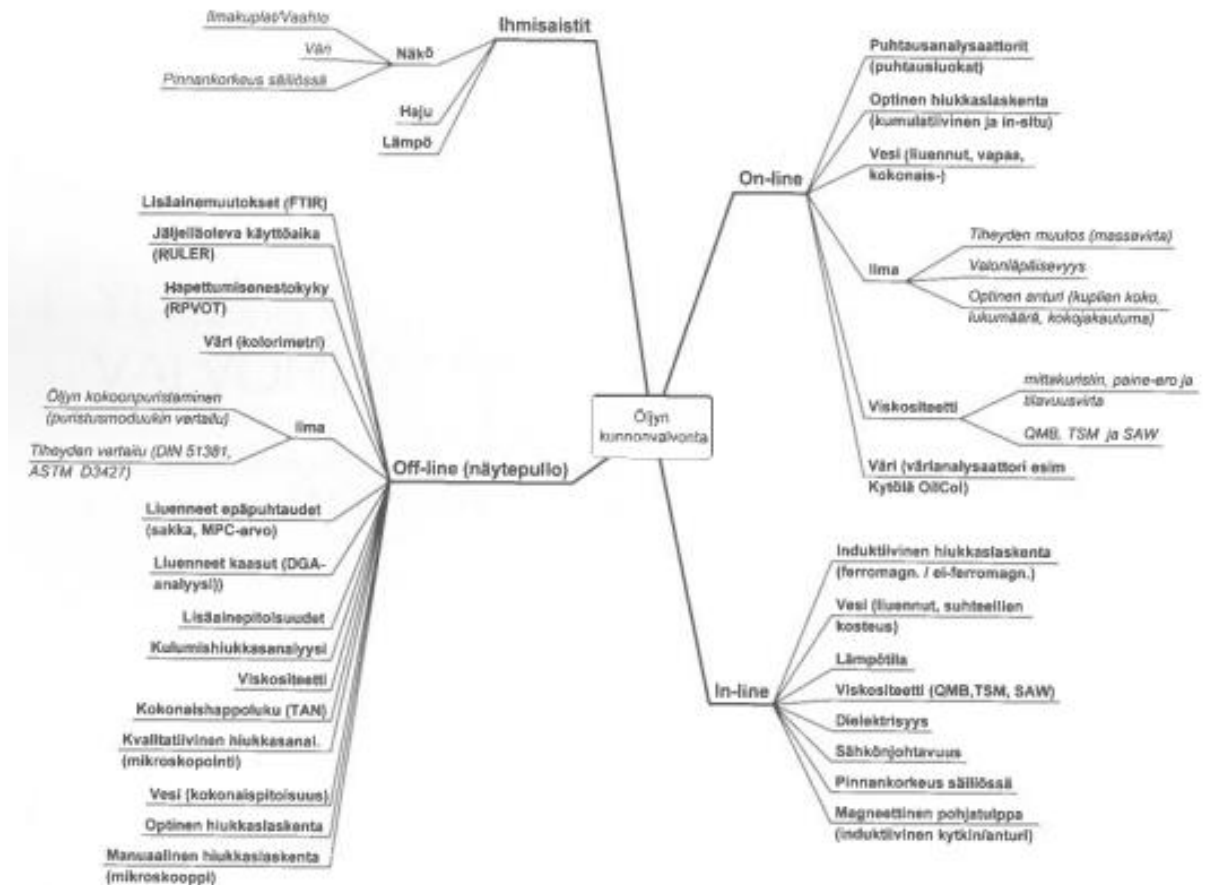 Ihmisaistit
Näkö
Ilmakuplat/Vaahto
Väri
Pinnankorkeus säiliössä
Haju
Lämpö
On-line
Puhtausanalysaattorit
(puhtausluokat)
Optinen hiukkaslaskenta
(kumulatiivinen ja in-situ)
Vesi (liuennut, vapaa,
kokonais-)
Ilma
Tiheyden muutos (massavirta)
Valonläpäisevyys
Optinen anturi (kuplien koko,
lukumäärä, kokojakautuma)
Viskositeetti
mittakuristin, paine-ero ja
tilavuusvirta
QMB, TSM ja SAW
Väri (värianalysaattori esim
Kytölä OilCol)
Öljyn
kunnonvalvonta
Off-line (näytepullo)
Lisäainemuutokset (FTIR)
Jäljelläoleva käyttöaika
(RULER)
Hapettumisenestokyky
(RPVOT)
Väri (kolorimetri)
Ilma
Öljyn kokoonpuristaminen
(puristusmoduukin vertailu)
Tiheyden vertailu (DIN 51381,
ASTM D3427)
Liuenneet epäpuhtaudet
(sakka, MPC-arvo)
Liuenneet kaasut (DGA-
analyysi))
Lisäainepitoisuudet
Kulumishiukkasanalyysi
Viskositeetti
Kokonaishappoluku (TAN)
Kvalitatiivinen hiukkasanal.
(mikroskopointi)
Vesi (kokonaispitoisuus)
Optinen hiukkaslaskenta
Manuaalinen hiukkaslaskenta
(mikroskooppi)
In-line
Induktiivinen hiukkaslaskenta
(ferromagn. / ei-ferromagn.)
Vesi (liuennut, suhteellien
kosteus)
Lämpötila
Viskositeetti (QMB,TSM, SAW)
Dielektrisyys
Sähkönjohtavuus
Pinnankorkeus säiliössä
Magneettinen pohjatulppa
(induktiivinen kytkin/anturi)